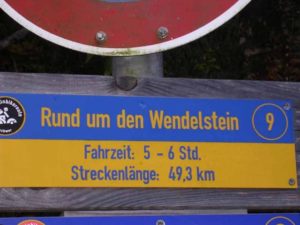 Rund um den Wendelstein 9
Fahrzeit: 5 - 6 Std.
Streckenlänge: 49,3 km